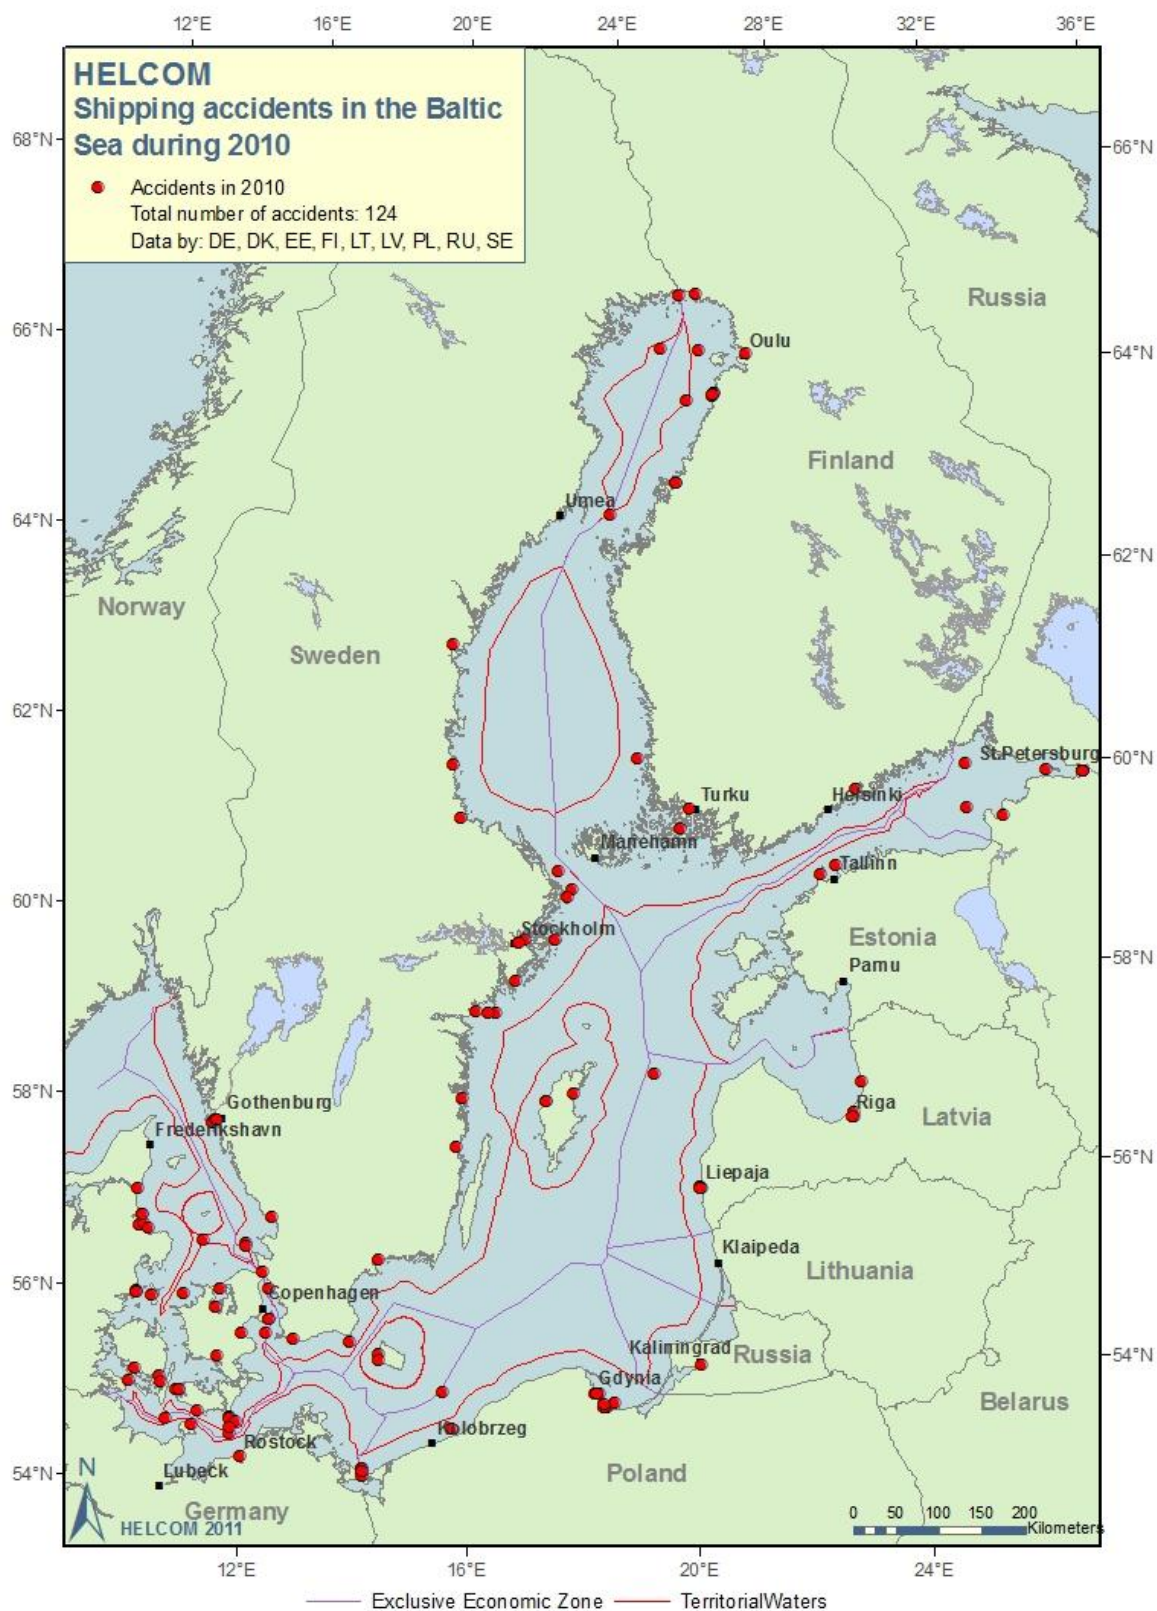 12°E 16°E 20°E 24°E 28°E 32°E 36°E
HELCOM
Shipping accidents in the Baltic
Sea during 2010
Accidents in 2010
Total number of accidents: 124
Data by: DE, DK, EE, FI, LT, LV, PL, RU, SE
68°N
66°N
Russia
66°N
Oulu
64°N
Finland
Umea
64°N
62°N
Norway
Sweden
62°N
St.Petersburg
60°N
Turku
Helsinki
Mariehamn
Tallinn
60°N
Stockholm
Estonia
58°N
Parnu
58°N
Gothenburg
Riga
Latvia
Frederikshavn
56°N
Liepaja
Klaipeda
Lithuania
56°N
Copenhagen
Kaliningrad
Russia
54°N
Gdynia
Belarus
Kolobrzeg
Rostock
54°N
Lubeck
Poland
N
Germany
HELCOM 2011
0 50 100 150 200
Kilometers
12°E 16°E 20°E 24°E
Exclusive Economic Zone TerritorialWaters